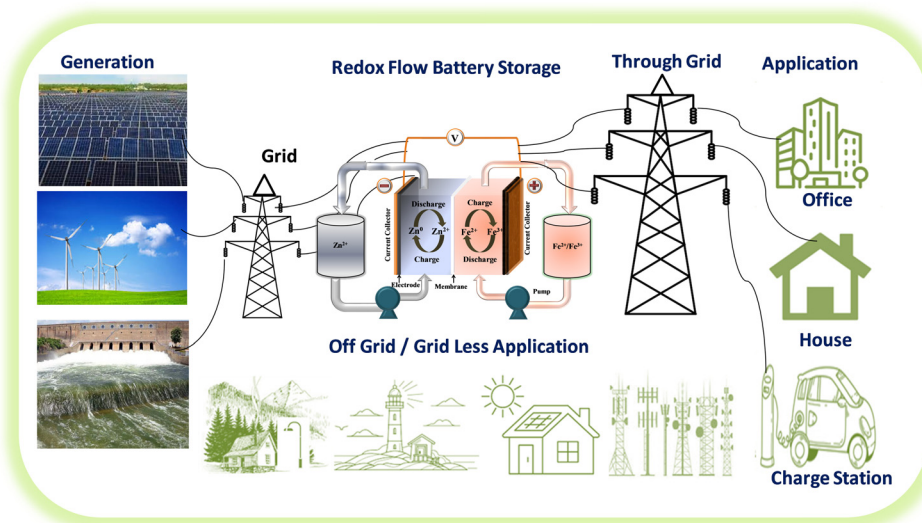 Generation
Redox Flow Battery Storage
Through Grid
Application
Grid
V
Office
House
Charge Station
Zn²⁺
Current Collector
Discharge
Zn⁰ Zn²⁺
Charge
Charge
Fe²⁺ Fe³⁺
Discharge
Current Collector
Fe²⁺/Fe³⁺
Electrode
Membrane
Pump
Off Grid / Grid Less Application